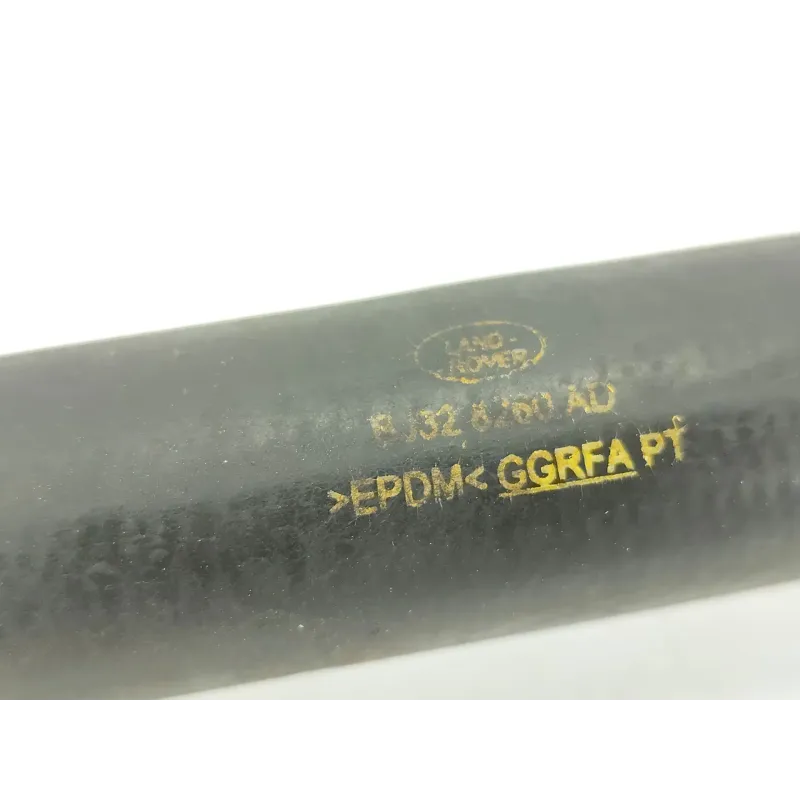 LAND-
ROVER
BJ32 8260 AD
>EPDM< GGRFA PT